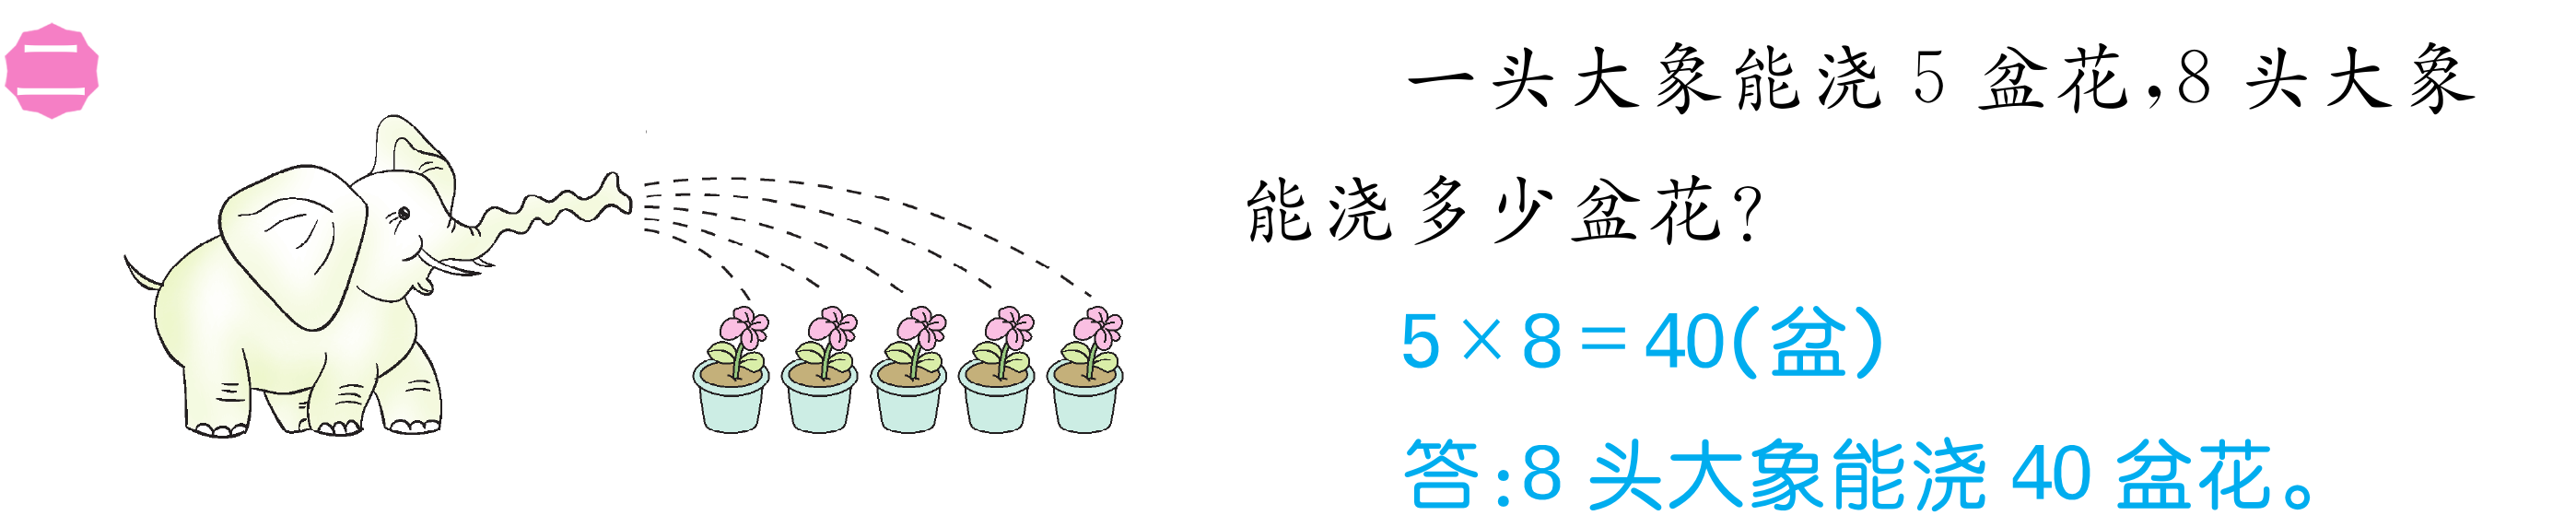 二
一头大象能浇 5 盆花,8 头大象
能浇多少盆花?
5×8=40(盆)
答:8 头大象能浇 40 盆花。